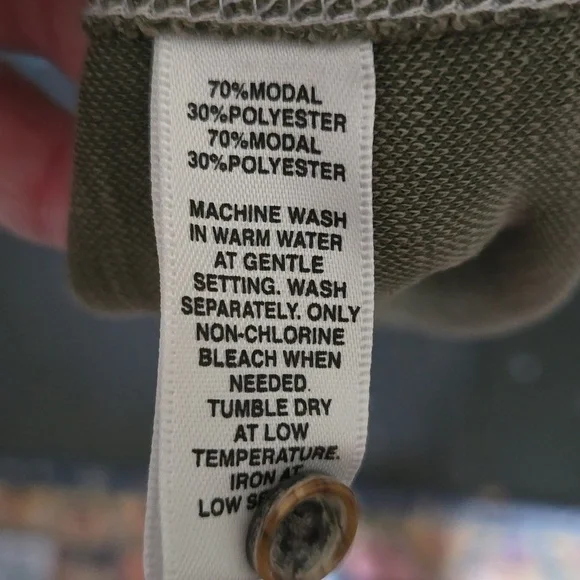 70%MODAL
30%POLYESTER
70%MODAL
30%POLYESTER
MACHINE WASH
IN WARM WATER
AT GENTLE
SETTING. WASH
SEPARATELY. ONLY
NON-CHLORINE
BLEACH WHEN
NEEDED.
TUMBLE DRY
AT LOW
TEMPERATURE.
IRON AT
LOW